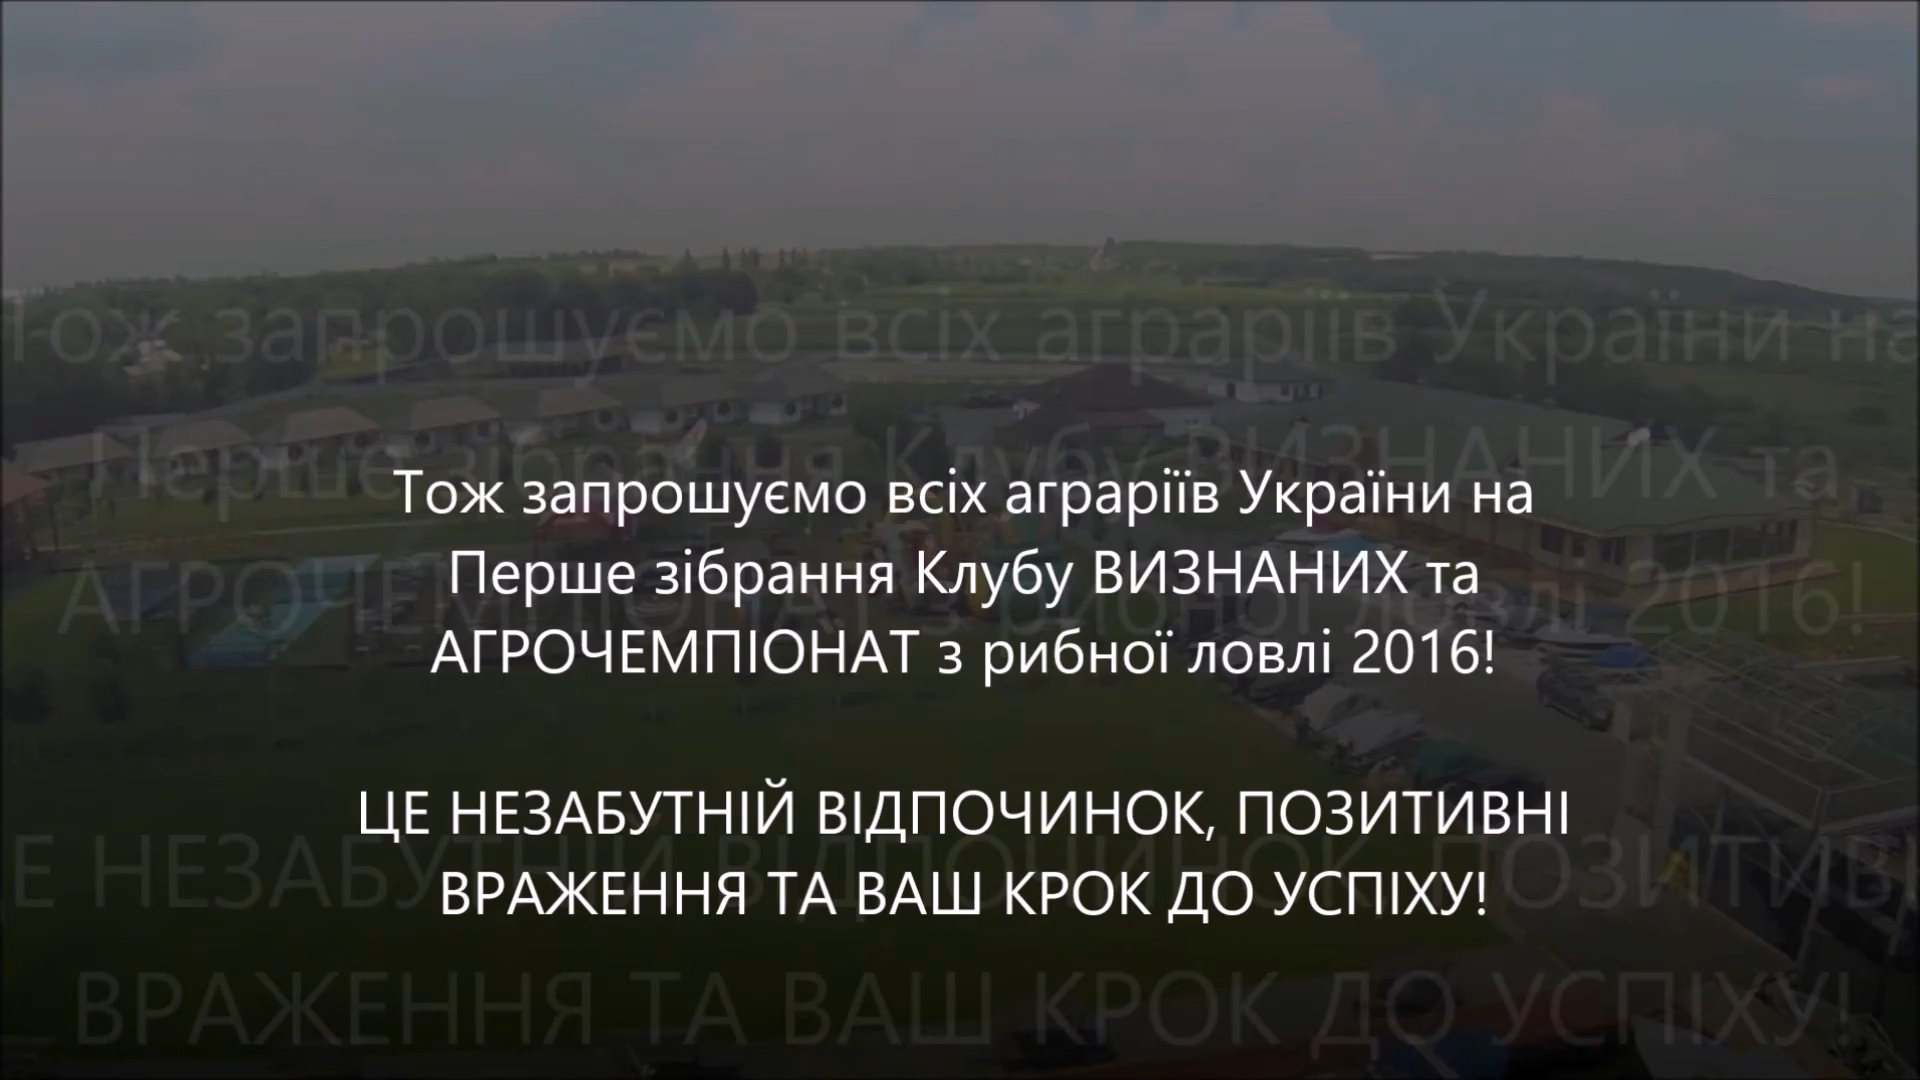 Тож запрошуємо всіх аграріїв України на
Перше зібрання Клубу ВИЗНАНИХ та
АГРОЧЕМПІОНАТ з рибної ловлі 2016!
ЦЕ НЕЗАБУТНІЙ ВІДПОЧИНОК, ПОЗИТИВНІ
ВРАЖЕННЯ ТА ВАШ КРОК ДО УСПІХУ!